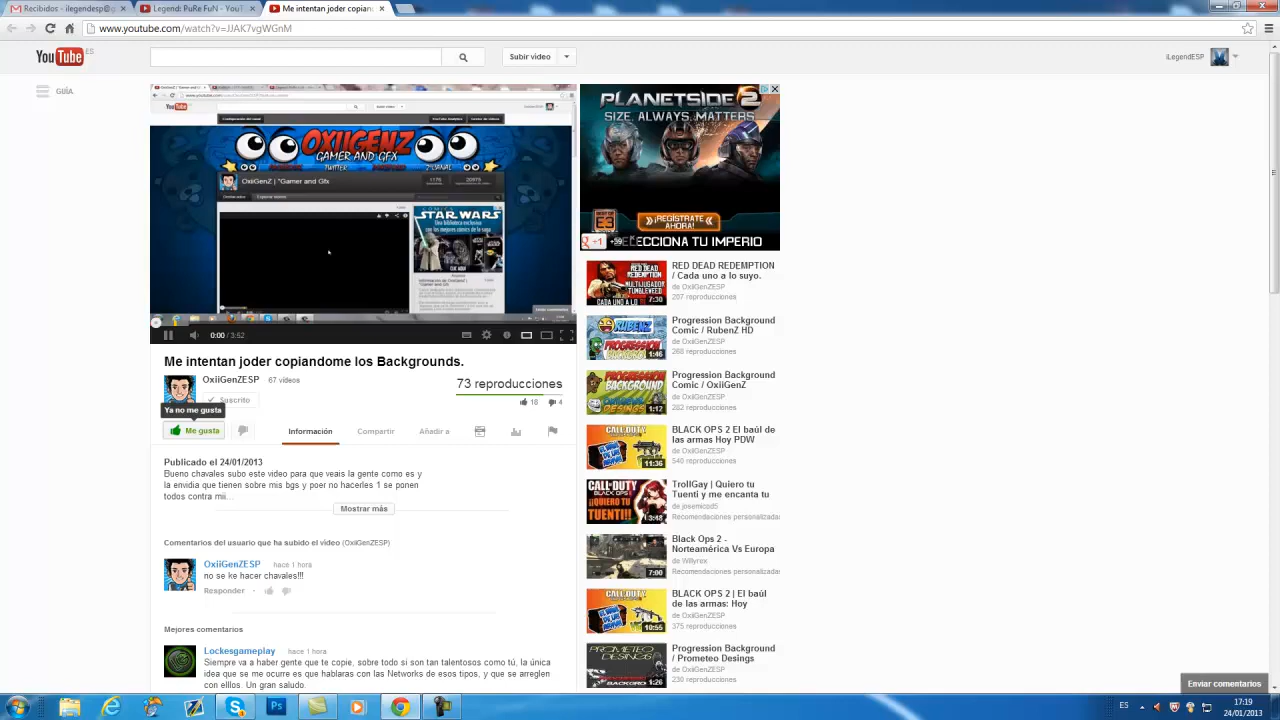 Recibidos - ilegendesp@g
Legend: PuRe FuN - YouTu
Me intentan joder copiand
www.youtube.com/watch?v=JJAK7vgWGnM
YouTube ES
Subir vídeo
iLegendESP
GUÍA
OXIIGENZ
GAMER AND GFX
TWITTER
OxiiGenZ | "Gamer and Gfx
STAR WARS
0:00 / 3:52
PLANETSIDE 2
SIZE. ALWAYS. MATTERS.
¡REGÍSTRATE
AHORA!
+1
SELECCIONA TU IMPERIO
Me intentan joder copiandome los Backgrounds.
OxiiGenZESP 67 vídeos
Suscrito
73 reproducciones
18 4
Ya no me gusta
Me gusta
Información
Compartir
Añadir a
Publicado el 24/01/2013
Bueno chavales subo este video para que veais la gente como es y
la envidia que tienen sobre mis bgs y poer no hacerles 1 se ponen
todos contra mii...
Mostrar más
Comentarios del usuario que ha subido el vídeo (OxiiGenZESP)
OxiiGenZESP hace 1 hora
no se ke hacer chavales!!!
Responder
Mejores comentarios
Lockesgameplay hace 1 hora
Siempre va a haber gente que te copie, sobre todo si son tan talentosos como tú, la única
idea que se me ocurre es que hablaras con las Networks de esos tipos, y que se arreglen
con elllos. Un gran saludo.
RED DEAD REDEMPTION
/ Cada uno a lo suyo.
de OxiiGenZESP
207 reproducciones
7:30
Progression Background
Comic / RubenZ HD
de OxiiGenZESP
268 reproducciones
1:46
Progression Background
Comic / OxiiGenZ
de OxiiGenZESP
282 reproducciones
1:12
BLACK OPS 2 El baúl de
las armas Hoy PDW
de OxiiGenZESP
540 reproducciones
11:36
TrollGay | Quiero tu
Tuenti y me encanta tu
de josemicod5
Recomendaciones personalizadas
3:48
Black Ops 2 -
Norteamérica Vs Europa
de Willyrex
Recomendaciones personalizadas
7:00
BLACK OPS 2 | El baúl
de las armas: Hoy
de OxiiGenZESP
375 reproducciones
10:55
Progression Background
/ Prometeo Desings
de OxiiGenZESP
230 reproducciones
1:26
Enviar comentarios
ES
17:19
24/01/2013